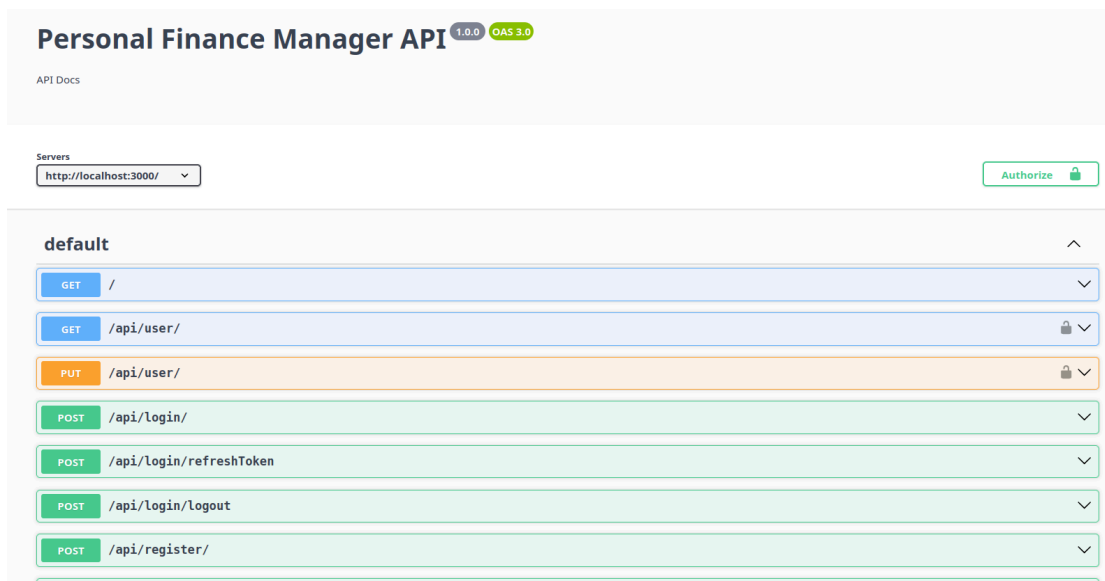 Personal Finance Manager API 1.0.0 OAS 3.0
API Docs
Servers
http://localhost:3000/
Authorize
default
GET /
GET /api/user/
PUT /api/user/
POST /api/login/
POST /api/login/refreshToken
POST /api/login/logout
POST /api/register/